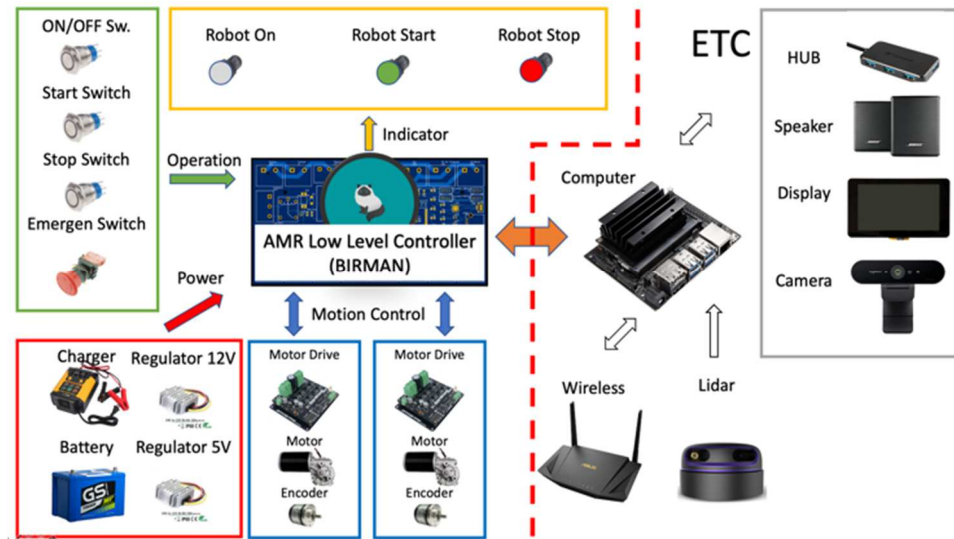 ON/OFF Sw.
Start Switch
Stop Switch
Emergen Switch
Robot On
Robot Start
Robot Stop
Indicator
Operation
AMR Low Level Controller
(BIRMAN)
Power
Motion Control
Charger
Regulator 12V
Battery
Regulator 5V
GS
Motor Drive
Motor
Encoder
Motor Drive
Motor
Encoder
ETC
Computer
Wireless
Lidar
HUB
Speaker
Display
Camera